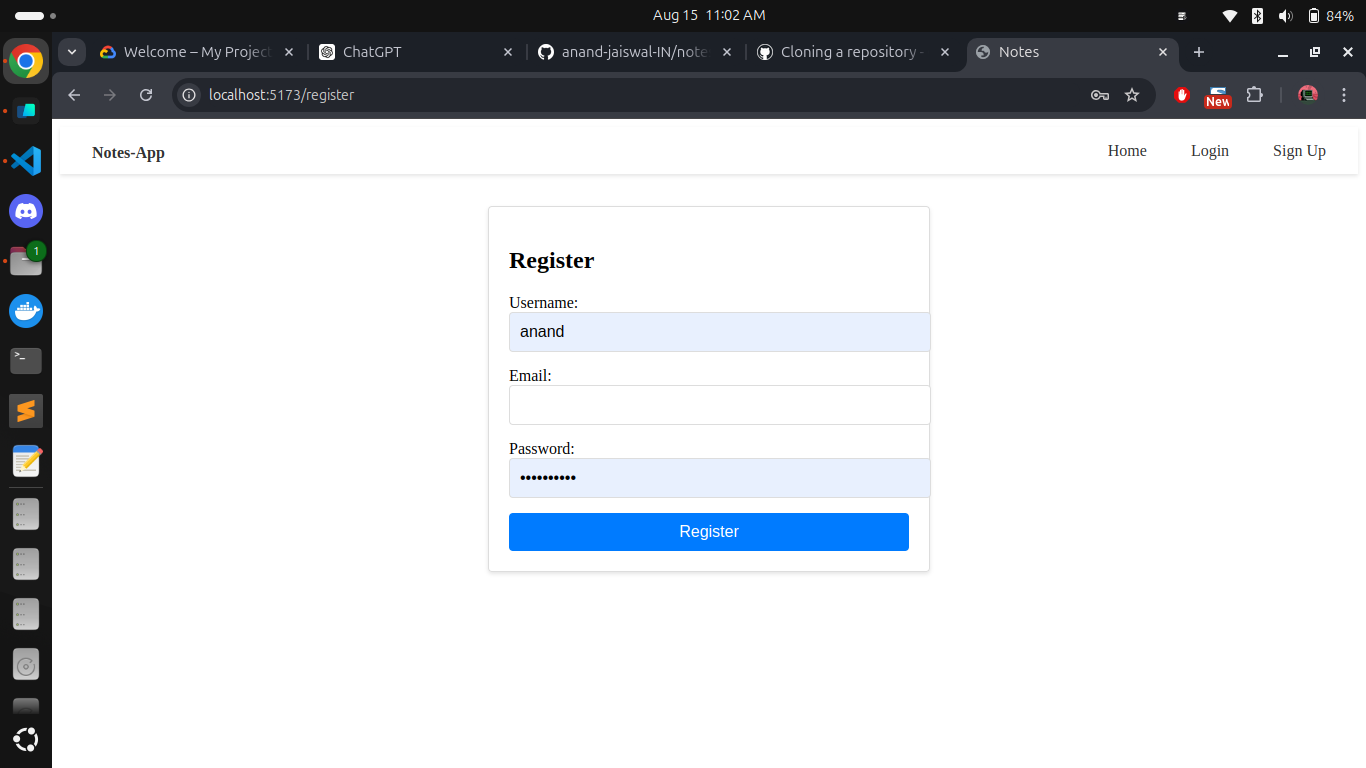 Aug 15 11:02 AM
84%
Welcome – My Project
ChatGPT
anand-jaiswal-IN/note
Cloning a repository -
Notes
localhost:5173/register
New
Notes-App
Home
Login
Sign Up
1
Register
Username:
anand
Email:
Password:
••••••••••
Register